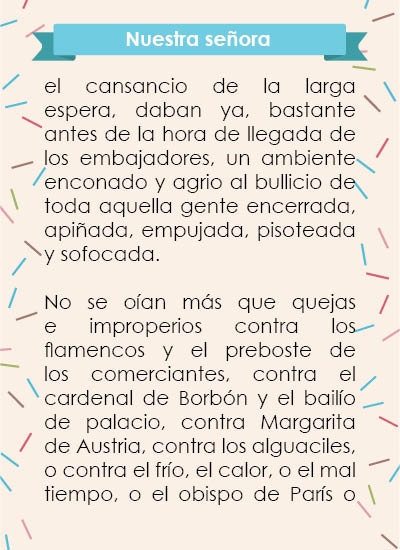 Nuestra señora
el cansancio de la larga
espera, daban ya, bastante
antes de la hora de llegada de
los embajadores, un ambiente
enconado y agrio al bullicio de
toda aquella gente encerrada,
apiñada, empujada, pisoteada
y sofocada.
No se oían más que quejas
e improperios contra los
flamencos y el preboste de
los comerciantes, contra el
cardenal de Borbón y el bailío
de palacio, contra Margarita
de Austria, contra los alguaciles,
o contra el frío, el calor, o el mal
tiempo, o el obispo de París o